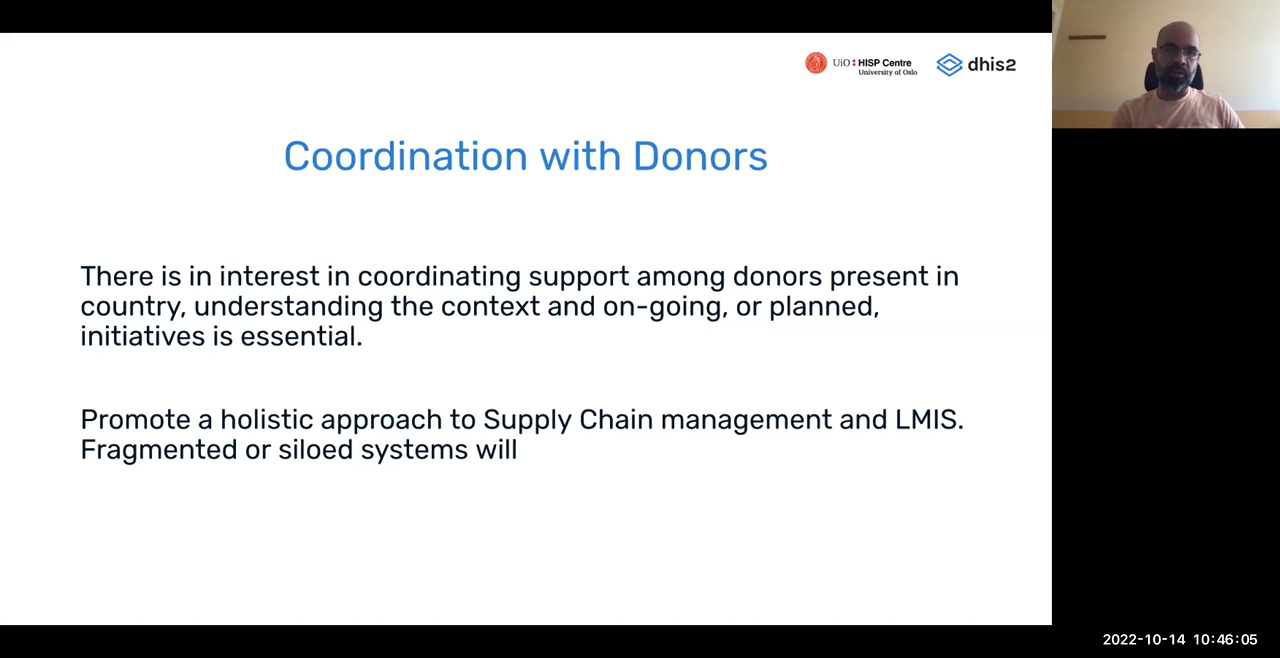 UiO : HISP Centre
University of Oslo
dhis2
Coordination with Donors
There is in interest in coordinating support among donors present in
country, understanding the context and on-going, or planned,
initiatives is essential.
Promote a holistic approach to Supply Chain management and LMIS.
Fragmented or siloed systems will
2022-10-14 10:46:05